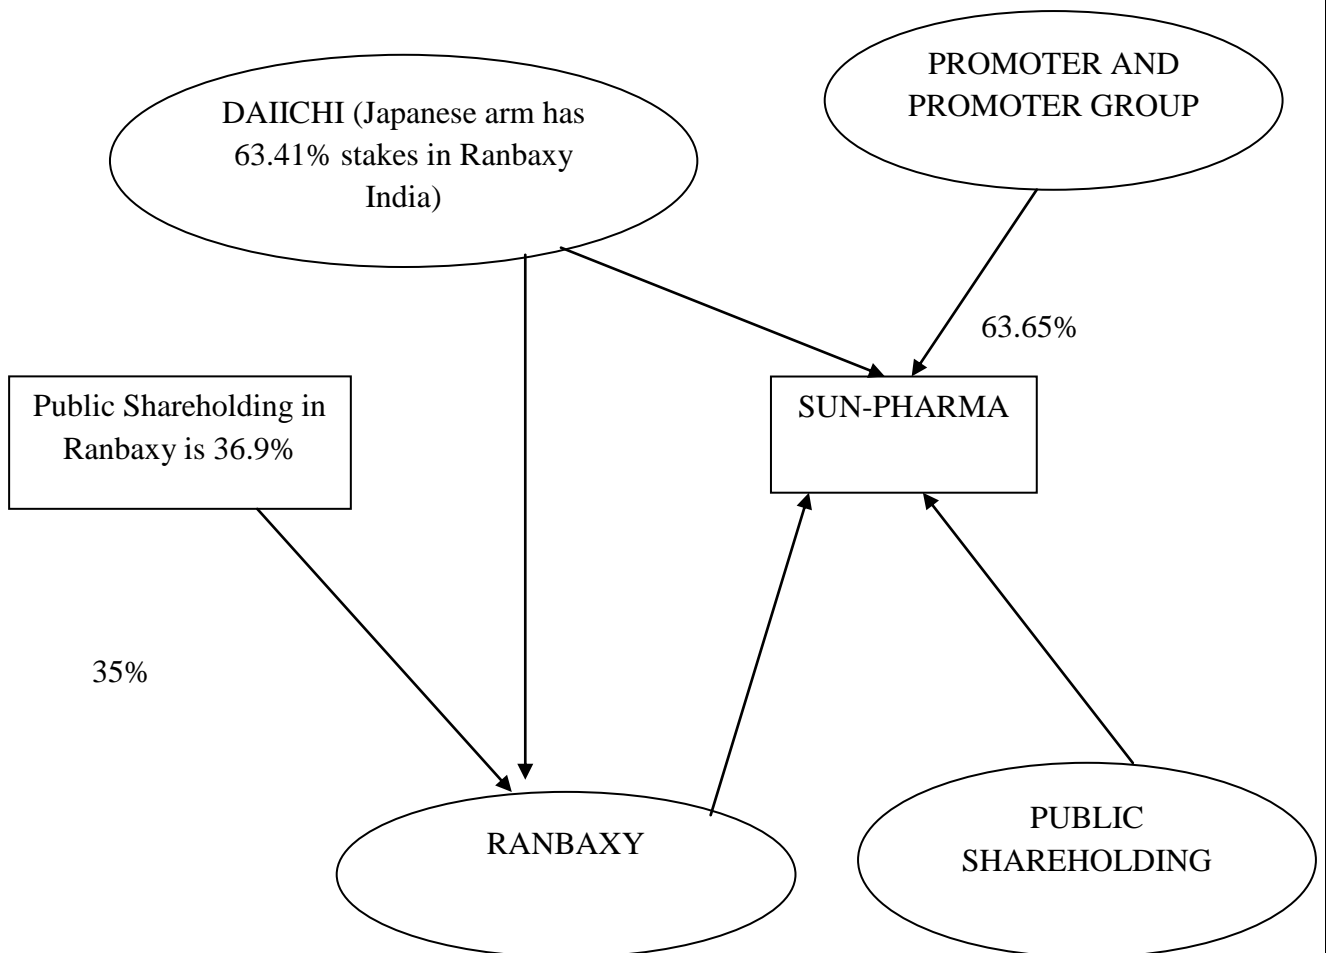 DAIICHI (Japanese arm has
63.41% stakes in Ranbaxy
India)
PROMOTER AND
PROMOTER GROUP
63.65%
Public Shareholding in
Ranbaxy is 36.9%
SUN-PHARMA
35%
RANBAXY
PUBLIC
SHAREHOLDING